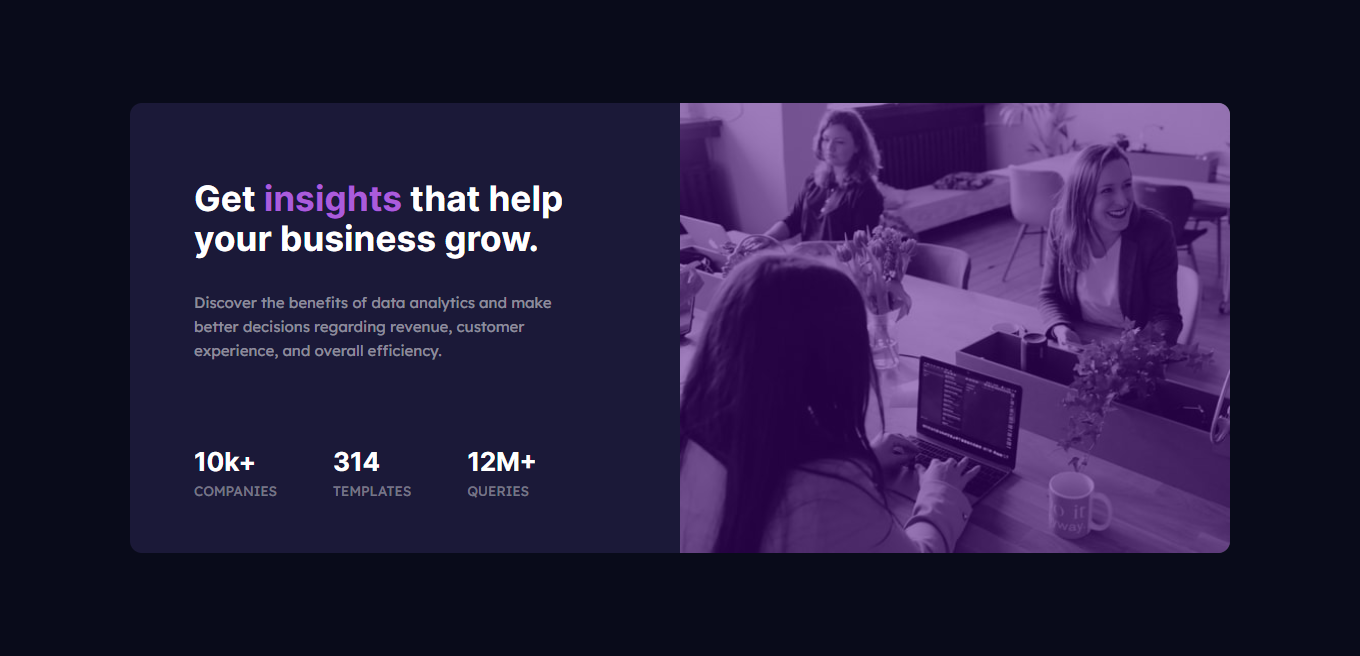 Get insights that help
your business grow.
Discover the benefits of data analytics and make
better decisions regarding revenue, customer
experience, and overall efficiency.
10k+ 314 12M+
COMPANIES TEMPLATES QUERIES
it